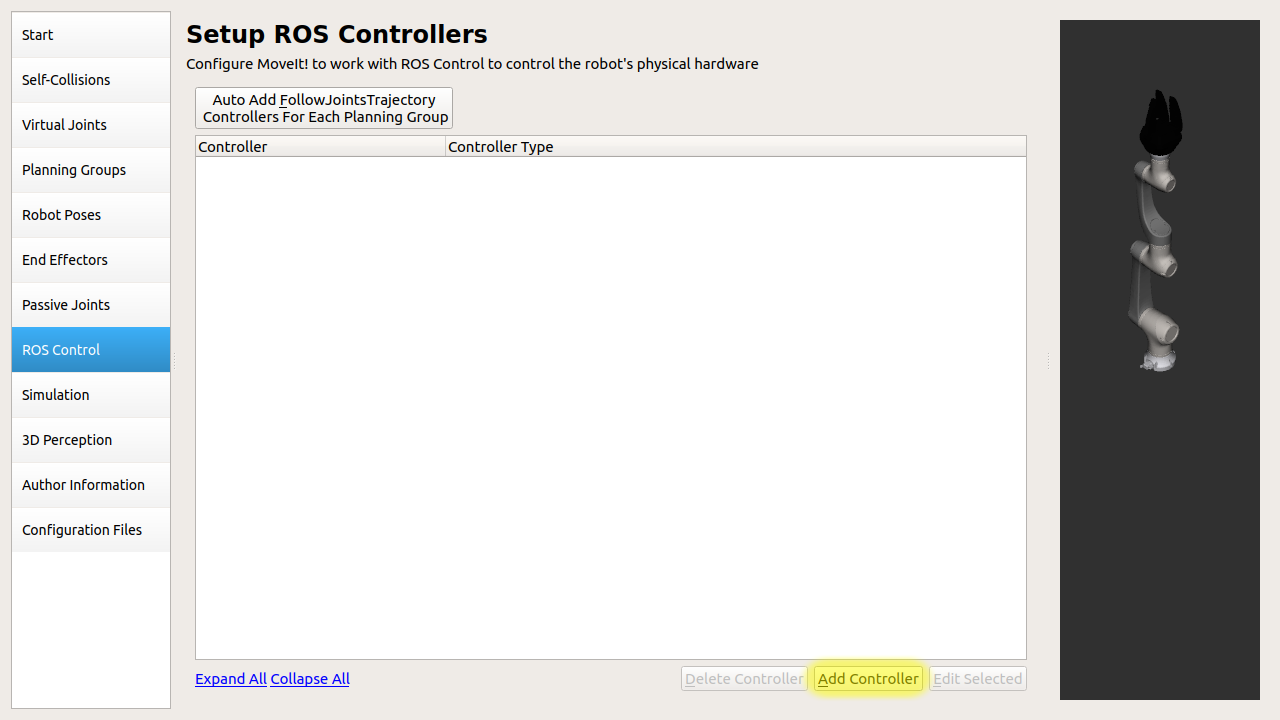 Start
Self-Collisions
Virtual Joints
Planning Groups
Robot Poses
End Effectors
Passive Joints
ROS Control
Simulation
3D Perception
Author Information
Configuration Files
Setup ROS Controllers
Configure MoveIt! to work with ROS Control to control the robot's physical hardware
Auto Add FollowJointsTrajectory
Controllers For Each Planning Group
Controller Controller Type
Expand All Collapse All Delete Controller Add Controller Edit Selected